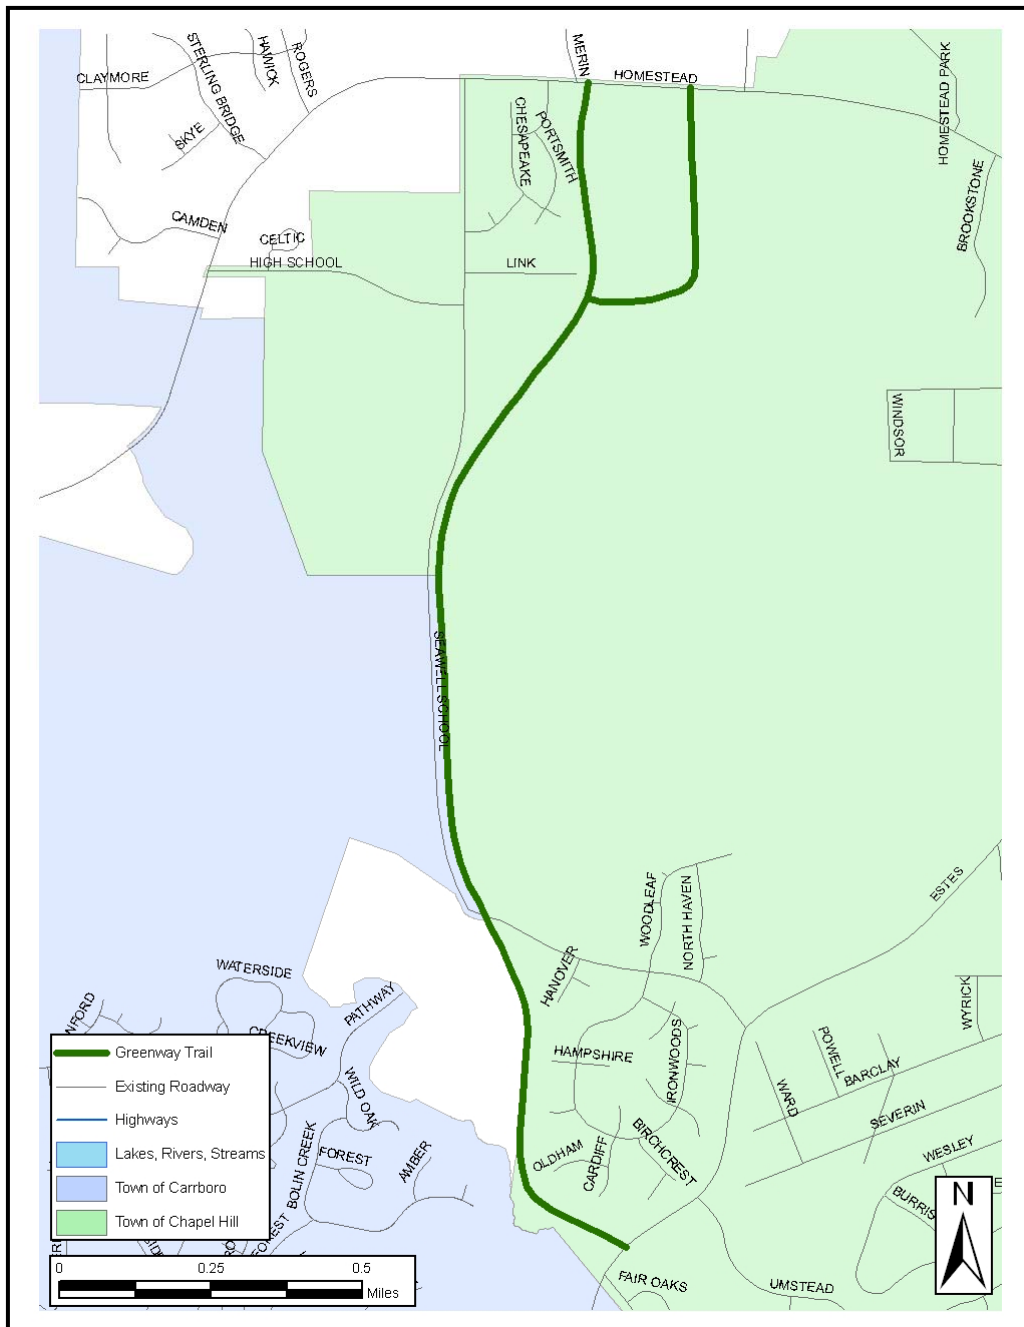 MERIN
HOMESTEAD
CLAYMORE
STERLING BRIDGE
HAWICK
ROGERS
SKYE
CHESAPEAKE
PORTSMITH
HOMESTEAD PARK
BROOKSTONE
CAMDEN
CELTIC
HIGH SCHOOL
LINK
WINDSOR
SEAWELL SCHOOL
ESTES
WOODLEAF
NORTH HAVEN
HANOVER
WATERSIDE
PATHWAY
NFORD
CREEKVIEW
WYRICK
HAMPSHIRE
IRONWOODS
POWELL
BARCLAY
WARD
SEVERIN
WILD OAK
BOLIN CREEK
FOREST
AMBER
OLDHAM
CARDIFF
BIRCHCREST
WESLEY
BURRIS
E
FOREST
FAIR OAKS
UMSTEAD
Greenway Trail
Existing Roadway
Highways
Lakes, Rivers, Streams
Town of Carrboro
Town of Chapel Hill
0 0.25 0.5
Miles
N